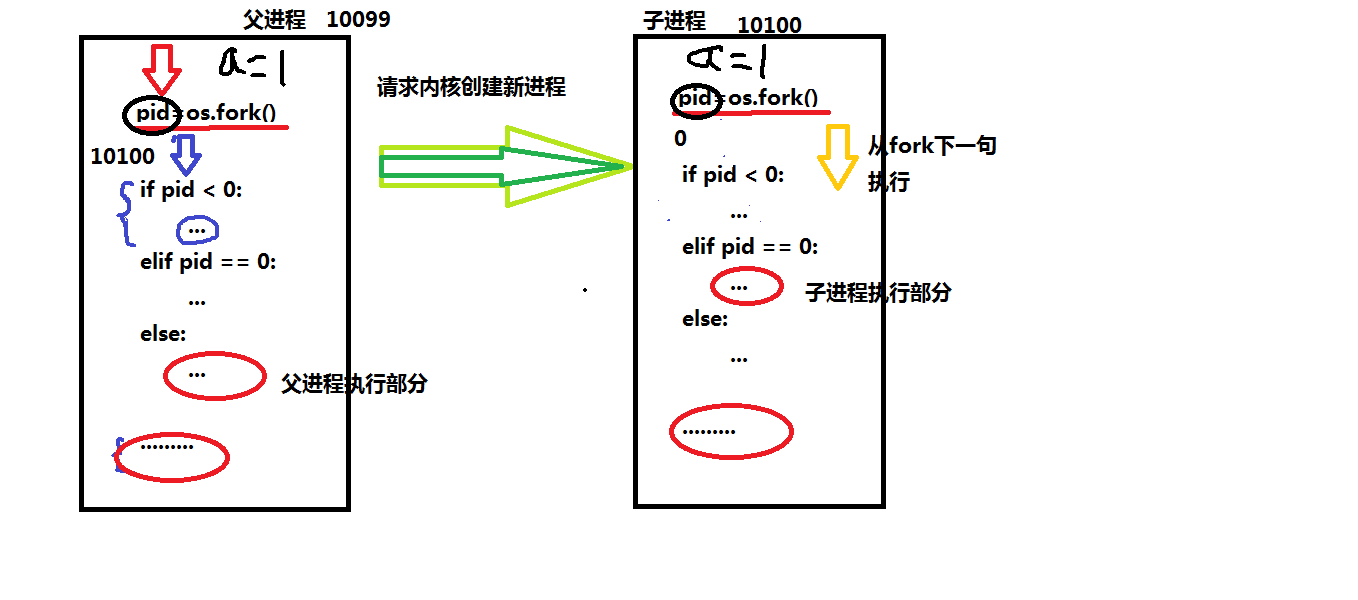 父进程 10099
a=1
pid=os.fork()
10100
if pid < 0:
...
elif pid == 0:
...
else:
...
父进程执行部分
.........
请求内核创建新进程
子进程 10100
a=1
pid=os.fork()
0
从fork下一句
执行
if pid < 0:
...
elif pid == 0:
...
子进程执行部分
else:
...
.........